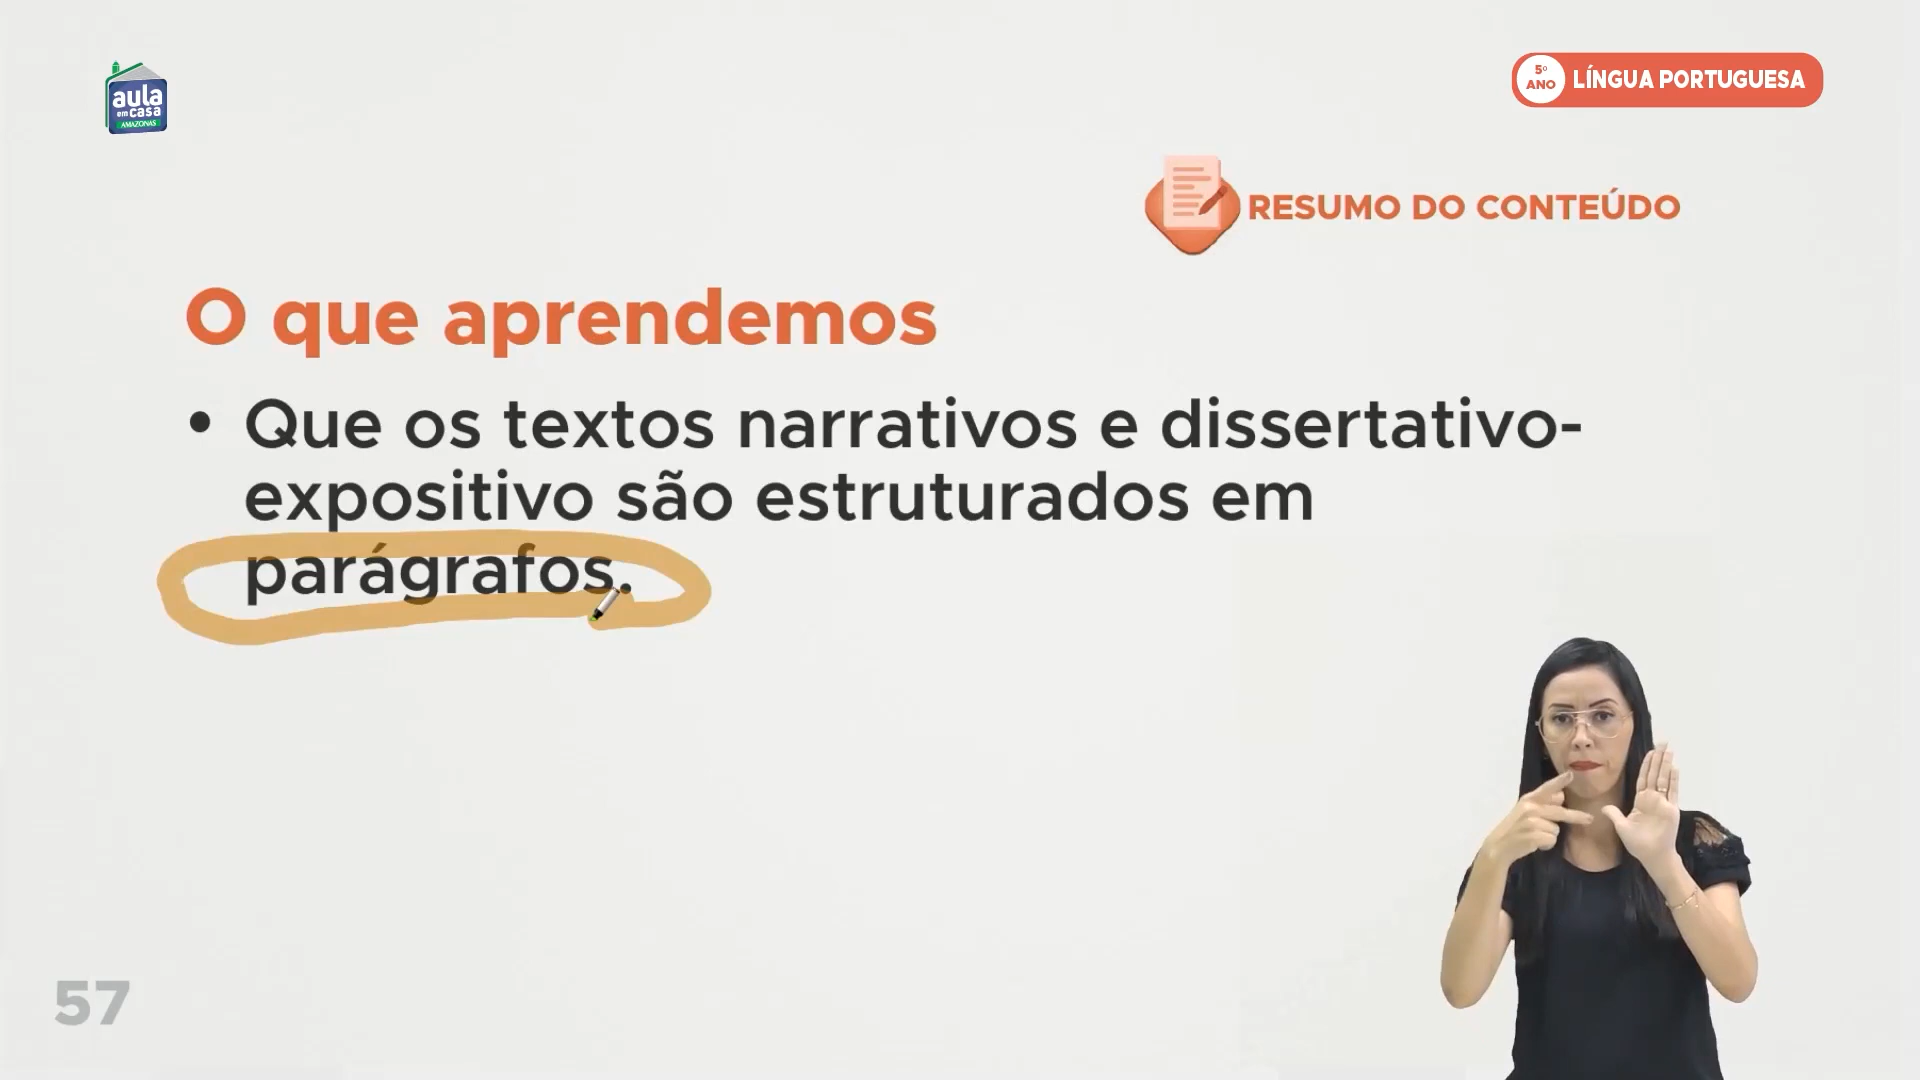 aula
em casa
AMAZONAS
5º
ANO
LÍNGUA PORTUGUESA
RESUMO DO CONTEÚDO
O que aprendemos
• Que os textos narrativos e dissertativo-
expositivo são estruturados em
parágrafos.
57